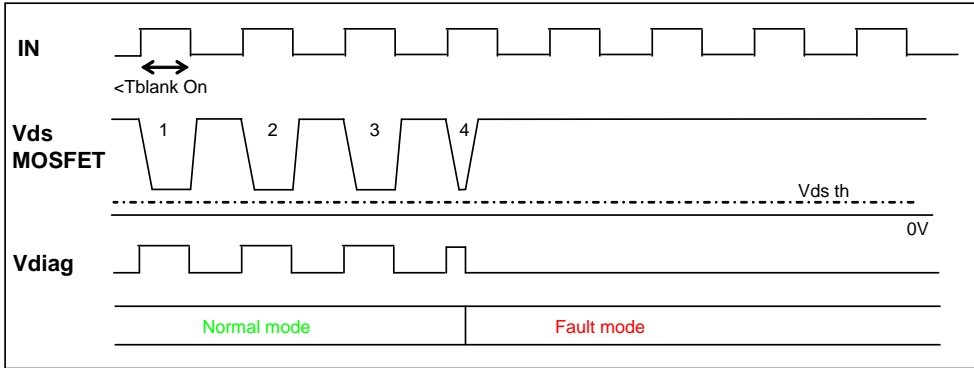 IN
<Tblank On
Vds
MOSFET
1
2
3
4
Vds th
0V
Vdiag
Normal mode
Fault mode